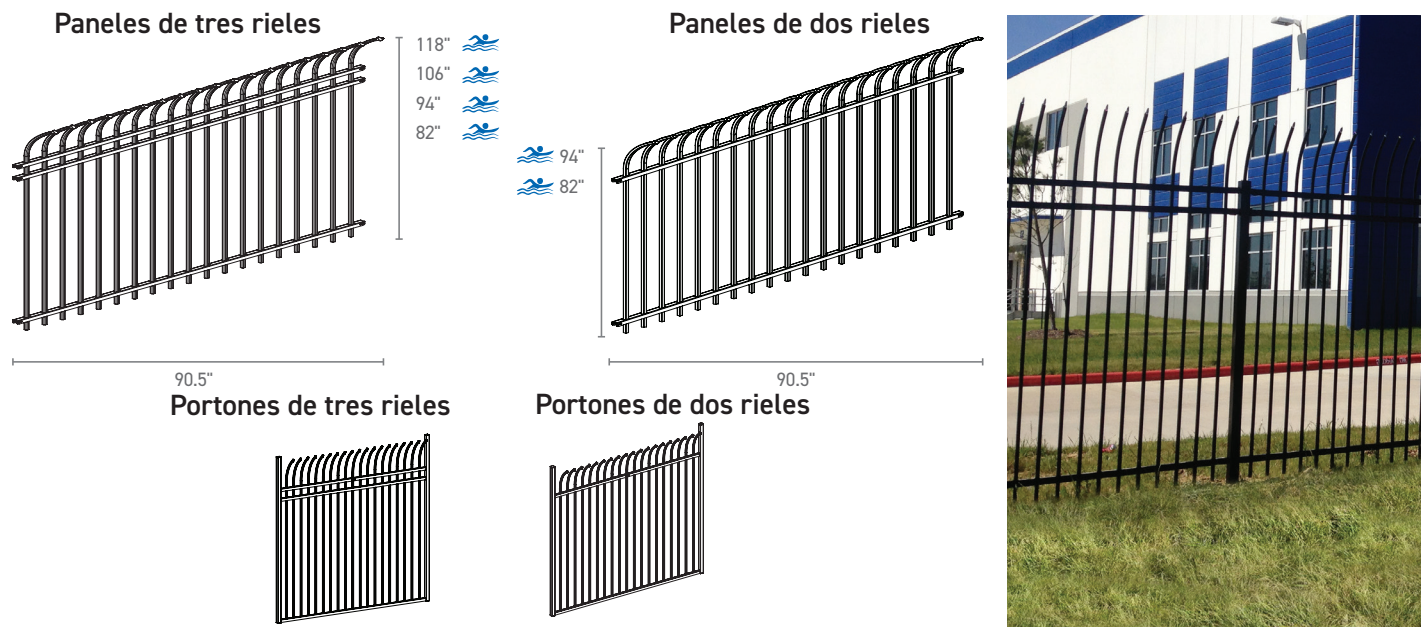 Paneles de tres rieles
118"
106"
94"
82"
90.5"
Paneles de dos rieles
94"
82"
90.5"
Portones de tres rieles
Portones de dos rieles